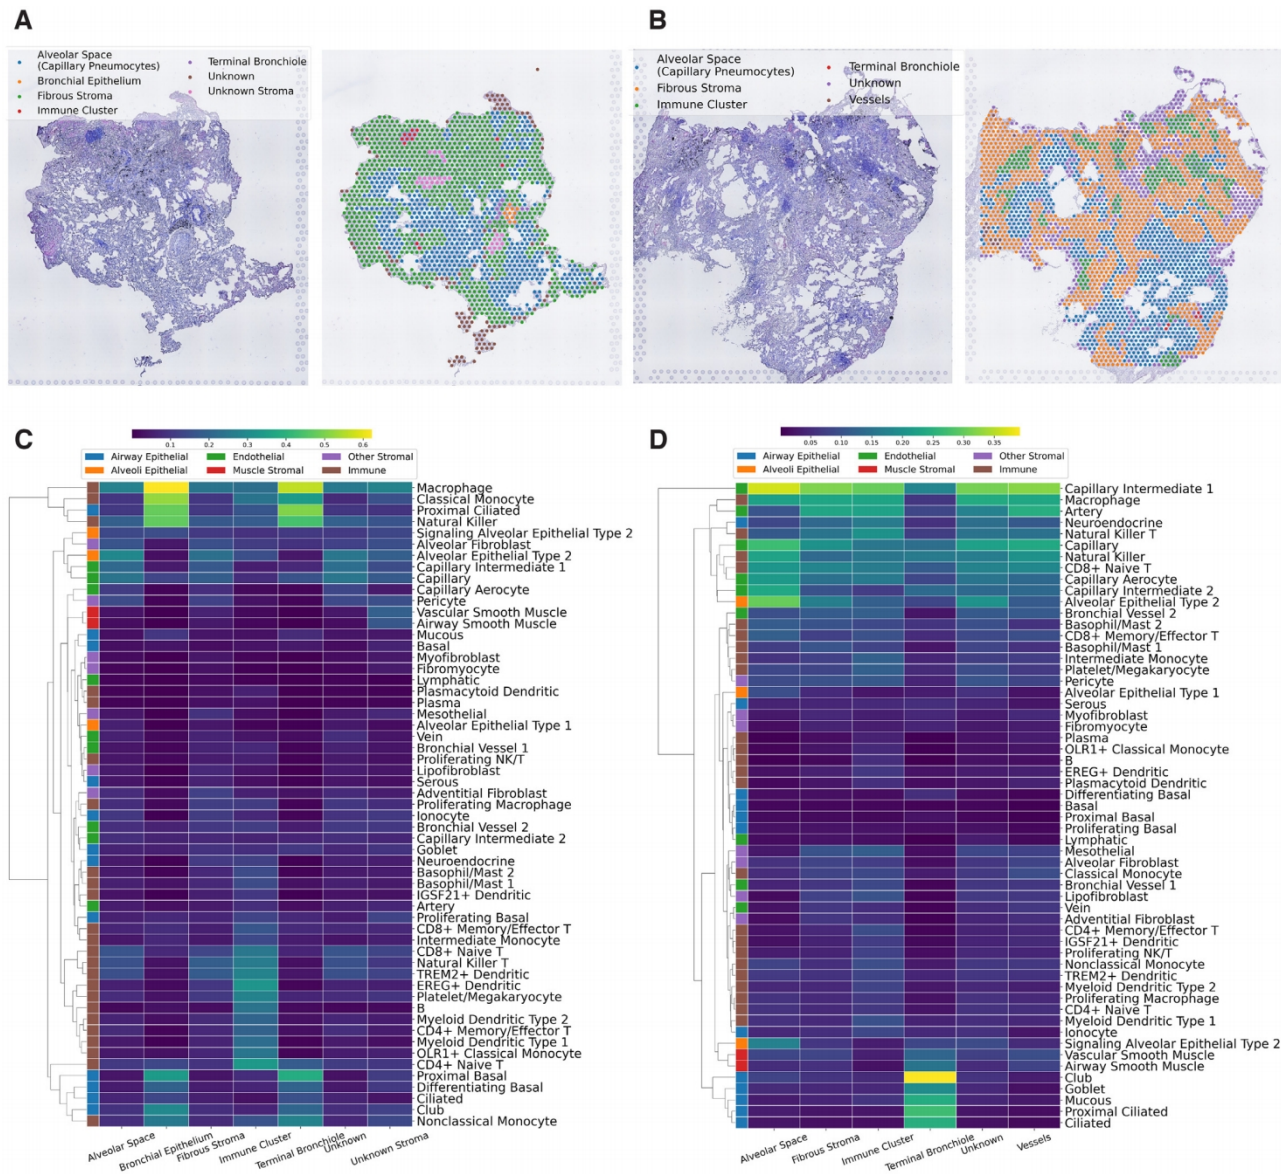 A
Alveolar Space
(Capillary Pneumocytes)
Bronchial Epithelium
Fibrous Stroma
Immune Cluster
Terminal Bronchiole
Unknown
Unknown Stroma
B
Alveolar Space
(Capillary Pneumocytes)
Fibrous Stroma
Immune Cluster
Terminal Bronchiole
Unknown
Vessels
C
0.1 0.2 0.3 0.4 0.5 0.6
Airway Epithelial
Alveoli Epithelial
Endothelial
Muscle Stromal
Other Stromal
Immune
Macrophage
Classical Monocyte
Proximal Ciliated
Natural Killer
Signaling Alveolar Epithelial Type 2
Alveolar Fibroblast
Alveolar Epithelial Type 2
Capillary Intermediate 1
Capillary
Capillary Aerocyte
Pericyte
Vascular Smooth Muscle
Airway Smooth Muscle
Mucous
Basal
Myofibroblast
Fibromyocyte
Lymphatic
Plasmacytoid Dendritic
Plasma
Mesothelial
Alveolar Epithelial Type 1
Vein
Bronchial Vessel 1
Proliferating NK/T
Lipofibroblast
Serous
Adventitial Fibroblast
Proliferating Macrophage
Ionocyte
Bronchial Vessel 2
Capillary Intermediate 2
Goblet
Neuroendocrine
Basophil/Mast 2
Basophil/Mast 1
IGSF21+ Dendritic
Artery
Proliferating Basal
CD8+ Memory/Effector T
Intermediate Monocyte
CD8+ Naive T
Natural Killer T
TREM2+ Dendritic
EREG+ Dendritic
Platelet/Megakaryocyte
B
Myeloid Dendritic Type 2
CD4+ Memory/Effector T
Myeloid Dendritic Type 1
OLR1+ Classical Monocyte
CD4+ Naive T
Proximal Basal
Differentiating Basal
Ciliated
Club
Nonclassical Monocyte
Alveolar Space
Bronchial Epithelium
Fibrous Stroma
Immune Cluster
Terminal Bronchiole
Unknown
Unknown Stroma
D
0.05 0.15 0.25 0.35
Airway Epithelial
Alveoli Epithelial
Endothelial
Muscle Stromal
Other Stromal
Immune
Capillary Intermediate 1
Macrophage
Artery
Neuroendocrine
Natural Killer T
Capillary
Natural Killer
CD8+ Naive T
Capillary Aerocyte
Capillary Intermediate 2
Alveolar Epithelial Type 2
Bronchial Vessel 2
Basophil/Mast 2
CD8+ Memory/Effector T
Basophil/Mast 1
Intermediate Monocyte
Platelet/Megakaryocyte
Pericyte
Alveolar Epithelial Type 1
Serous
Myofibroblast
Fibromyocyte
Plasma
OLR1+ Classical Monocyte
B
EREG+ Dendritic
Plasmacytoid Dendritic
Differentiating Basal
Basal
Proximal Basal
Proliferating Basal
Lymphatic
Mesothelial
Alveolar Fibroblast
Classical Monocyte
Bronchial Vessel 1
Lipofibroblast
Vein
Adventitial Fibroblast
CD4+ Memory/Effector T
IGSF21+ Dendritic
Proliferating NK/T
Nonclassical Monocyte
TREM2+ Dendritic
Myeloid Dendritic Type 2
Proliferating Macrophage
CD4+ Naive T
Myeloid Dendritic Type 1
Ionocyte
Signaling Alveolar Epithelial Type 2
Vascular Smooth Muscle
Airway Smooth Muscle
Club
Goblet
Mucous
Proximal Ciliated
Ciliated
Alveolar Space
Fibrous Stroma
Immune Cluster
Terminal Bronchiole
Unknown
Vessels